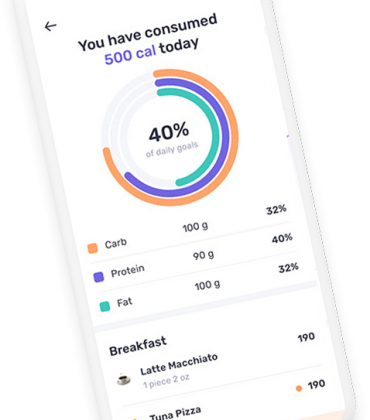 You have consumed
500 cal today
40%
of daily goals
Carb 100 g 32%
Protein 90 g 40%
Fat 100 g 32%
Breakfast
Latte Macchiato 190
1 piece 2 oz
Tuna Pizza 190